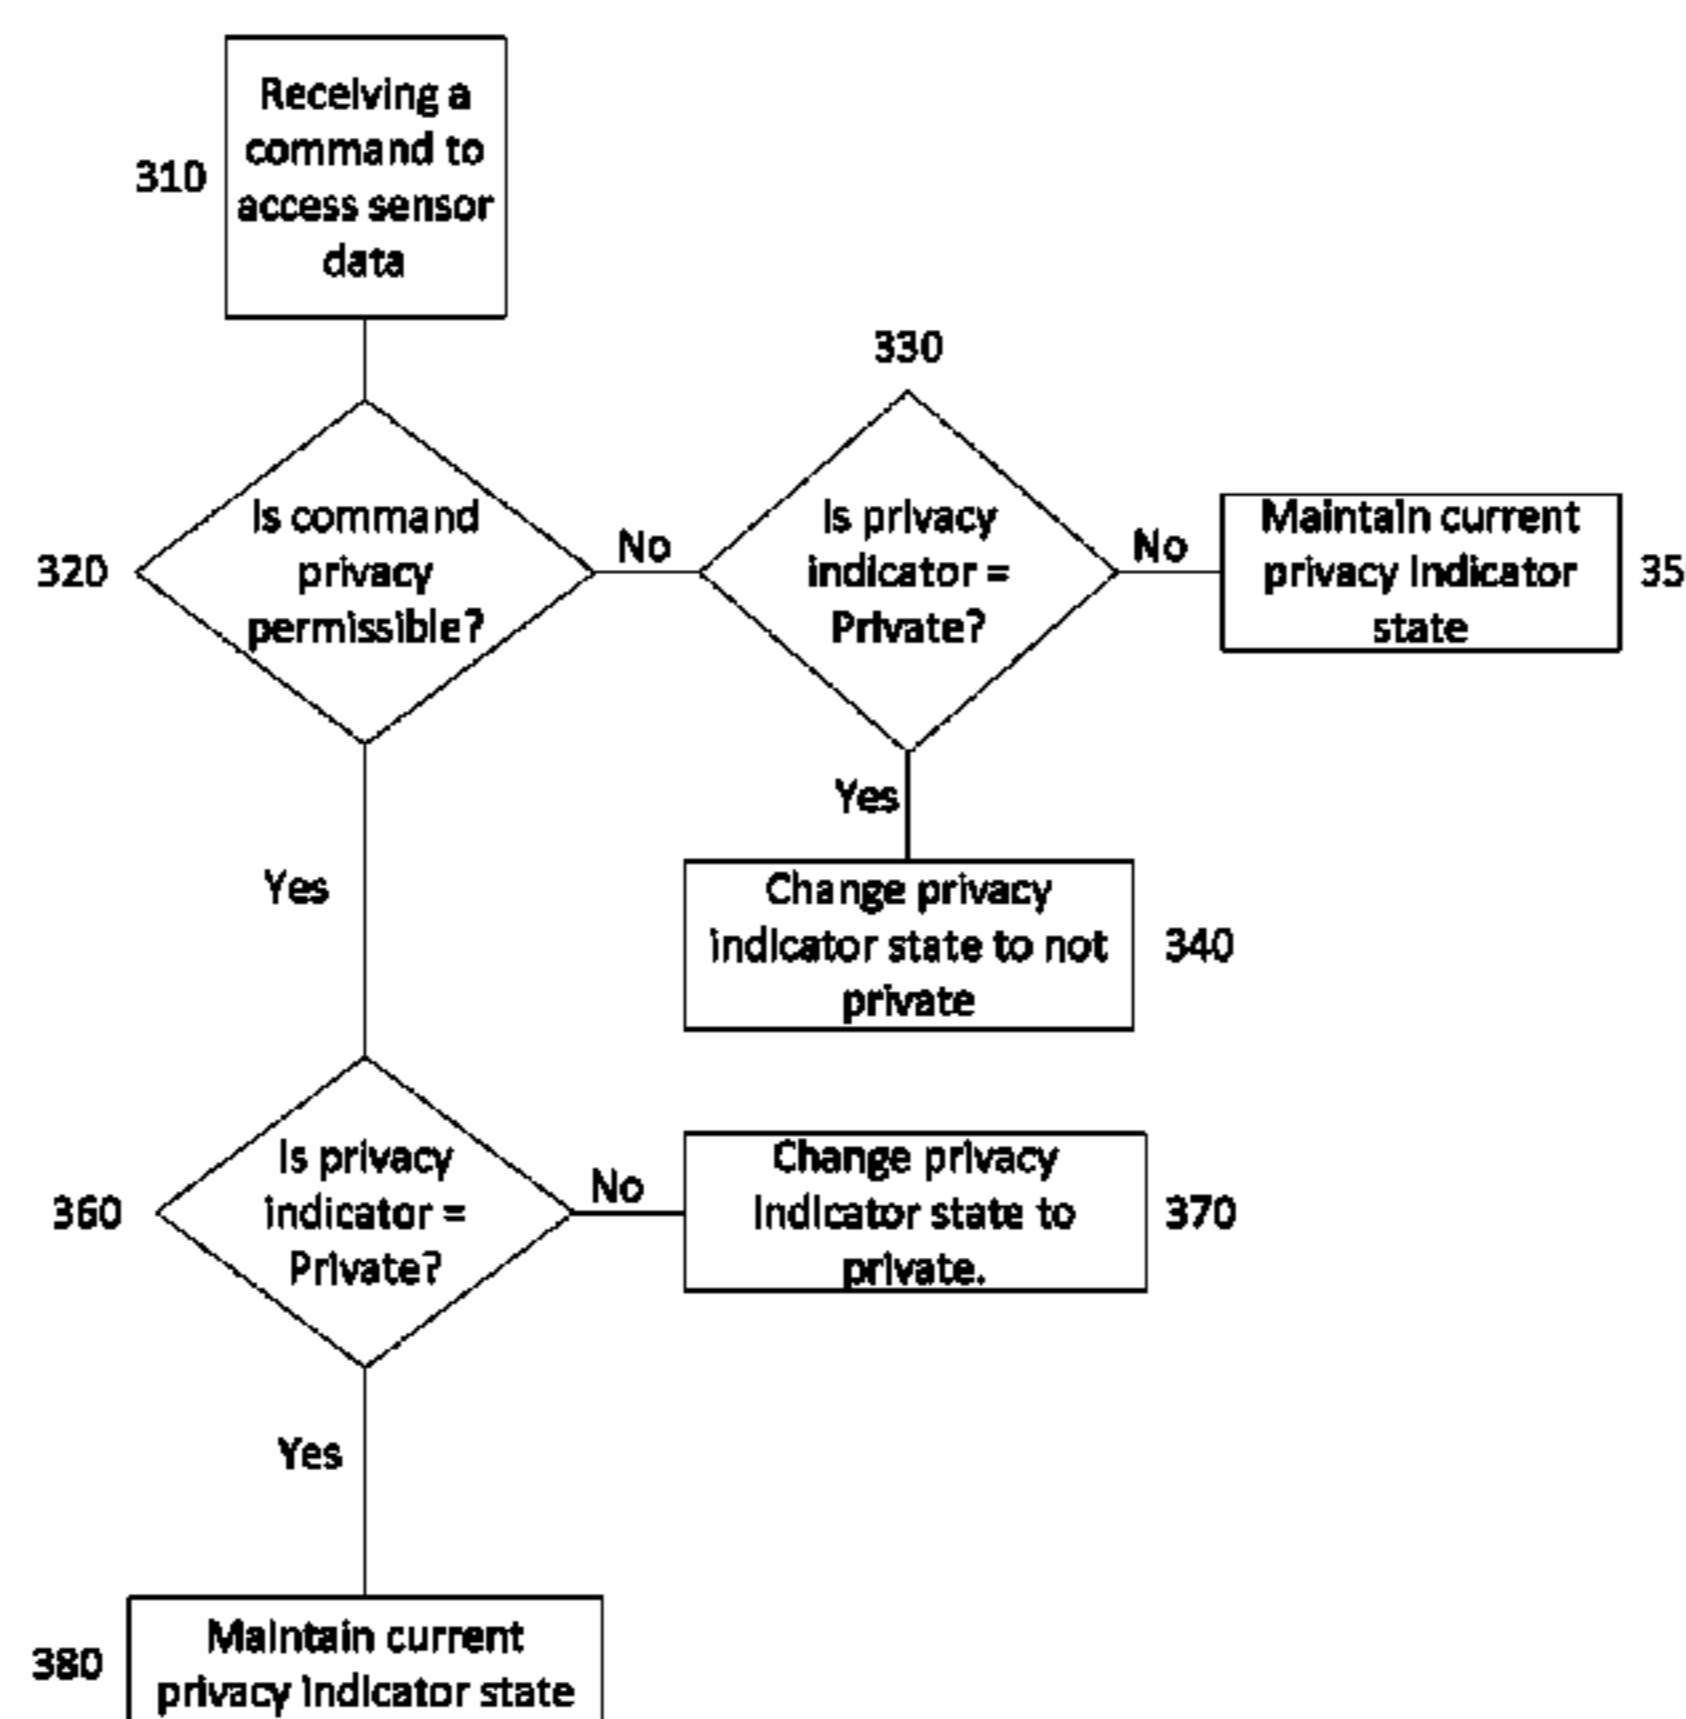 310
Receiving a
command to
access sensor
data
330
320
Is command
privacy
permissible?
No
Is privacy
indicator =
Private?
No
Maintain current
privacy indicator
state
Yes
Change privacy
indicator state to not
private
340
Yes
360
Is privacy
indicator =
Private?
No
Change privacy
indicator state to
private.
370
Yes
380
Maintain current
privacy indicator state